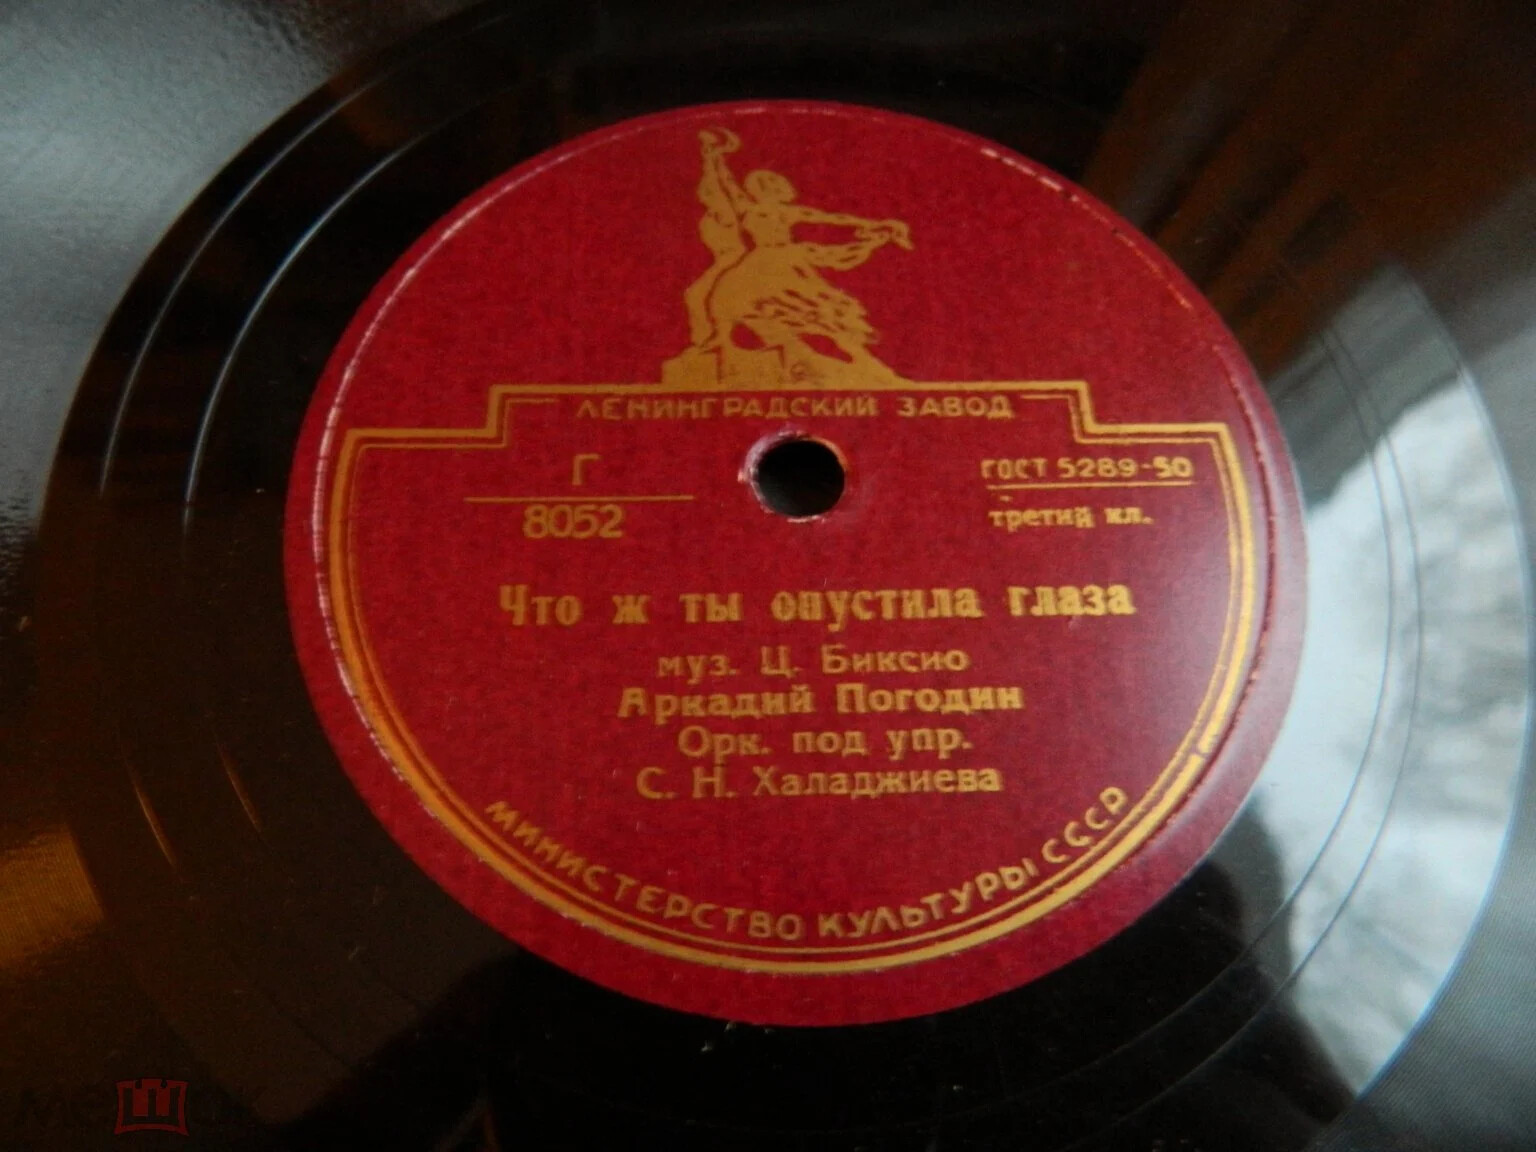 ЛЕНИНГРАДСКИЙ ЗАВОД
Г
8052
ГОСТ 5289-50
третий кл.
Что ж ты опустила глаза
муз. Ц. Биксио
Аркадий Погодин
Орк. под упр.
С. Н. Халаджиева
МИНИСТЕРСТВО КУЛЬТУРЫ СССР